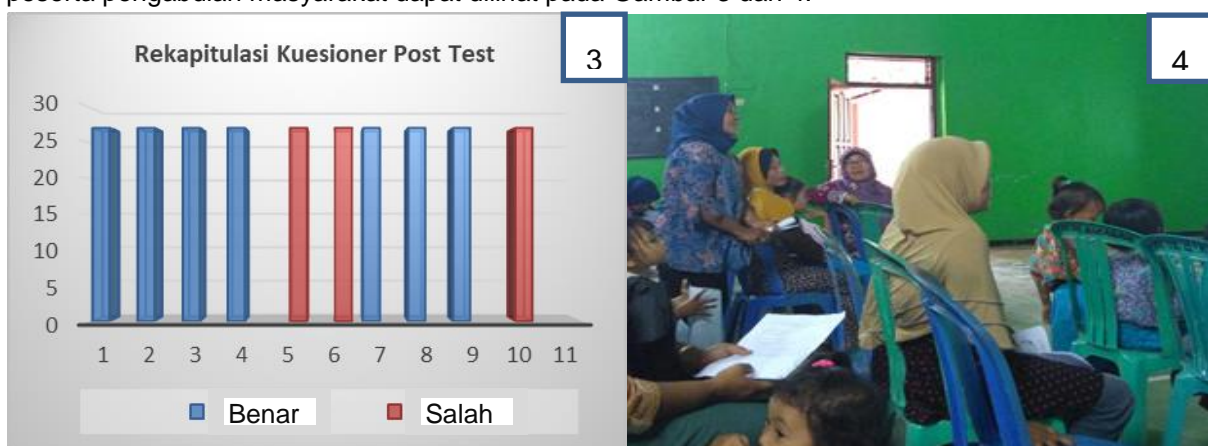 peserta pengabdian masyarakat dapat dilihat pada Gambar 3 dan 4.
Rekapitulasi Kuesioner Post Test
3
4
30
25
20
15
10
5
0
1 2 3 4 5 6 7 8 9 10 11
Benar Salah